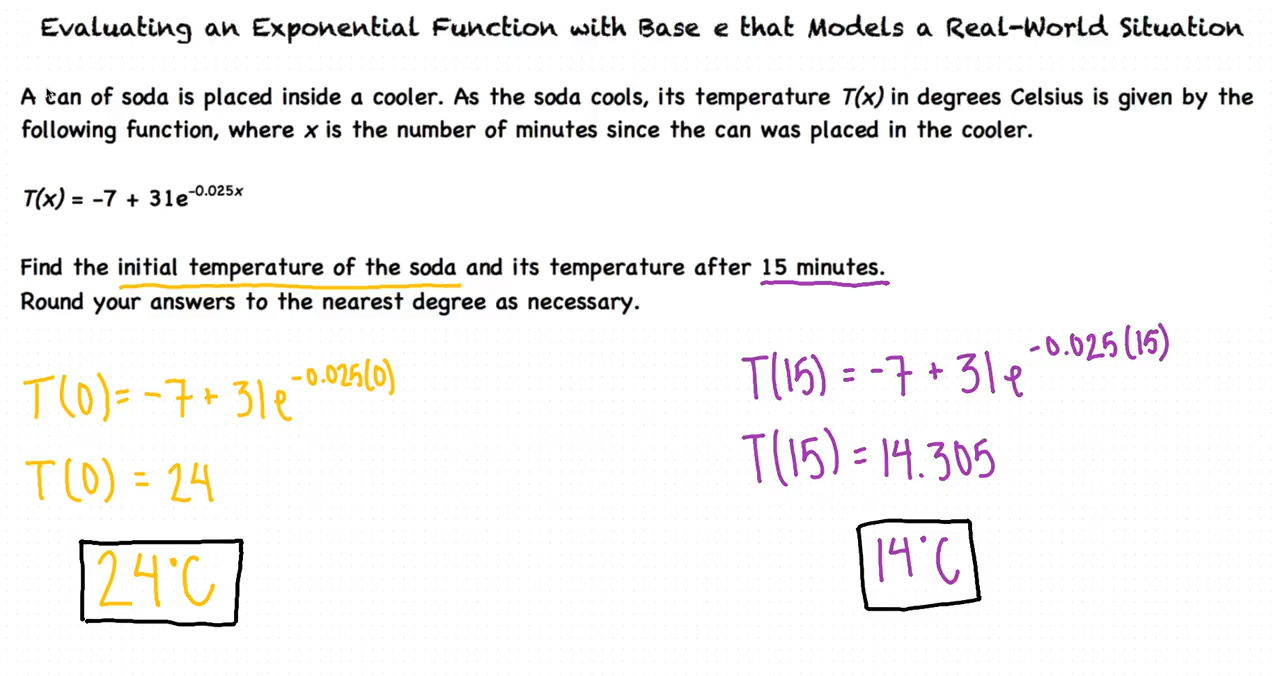 Evaluating an Exponential Function with Base e that Models a Real-World Situation
A can of soda is placed inside a cooler. As the soda cools, its temperature T(x) in degrees Celsius is given by the
following function, where x is the number of minutes since the can was placed in the cooler.
T(x) = -7 + 31e^-0.025x
Find the initial temperature of the soda and its temperature after 15 minutes.
Round your answers to the nearest degree as necessary.
T(0) = -7 + 31e^-0.025(0)
T(0) = 24
24°C
T(15) = -7 + 31e^-0.025(15)
T(15) = 14.305
14°C